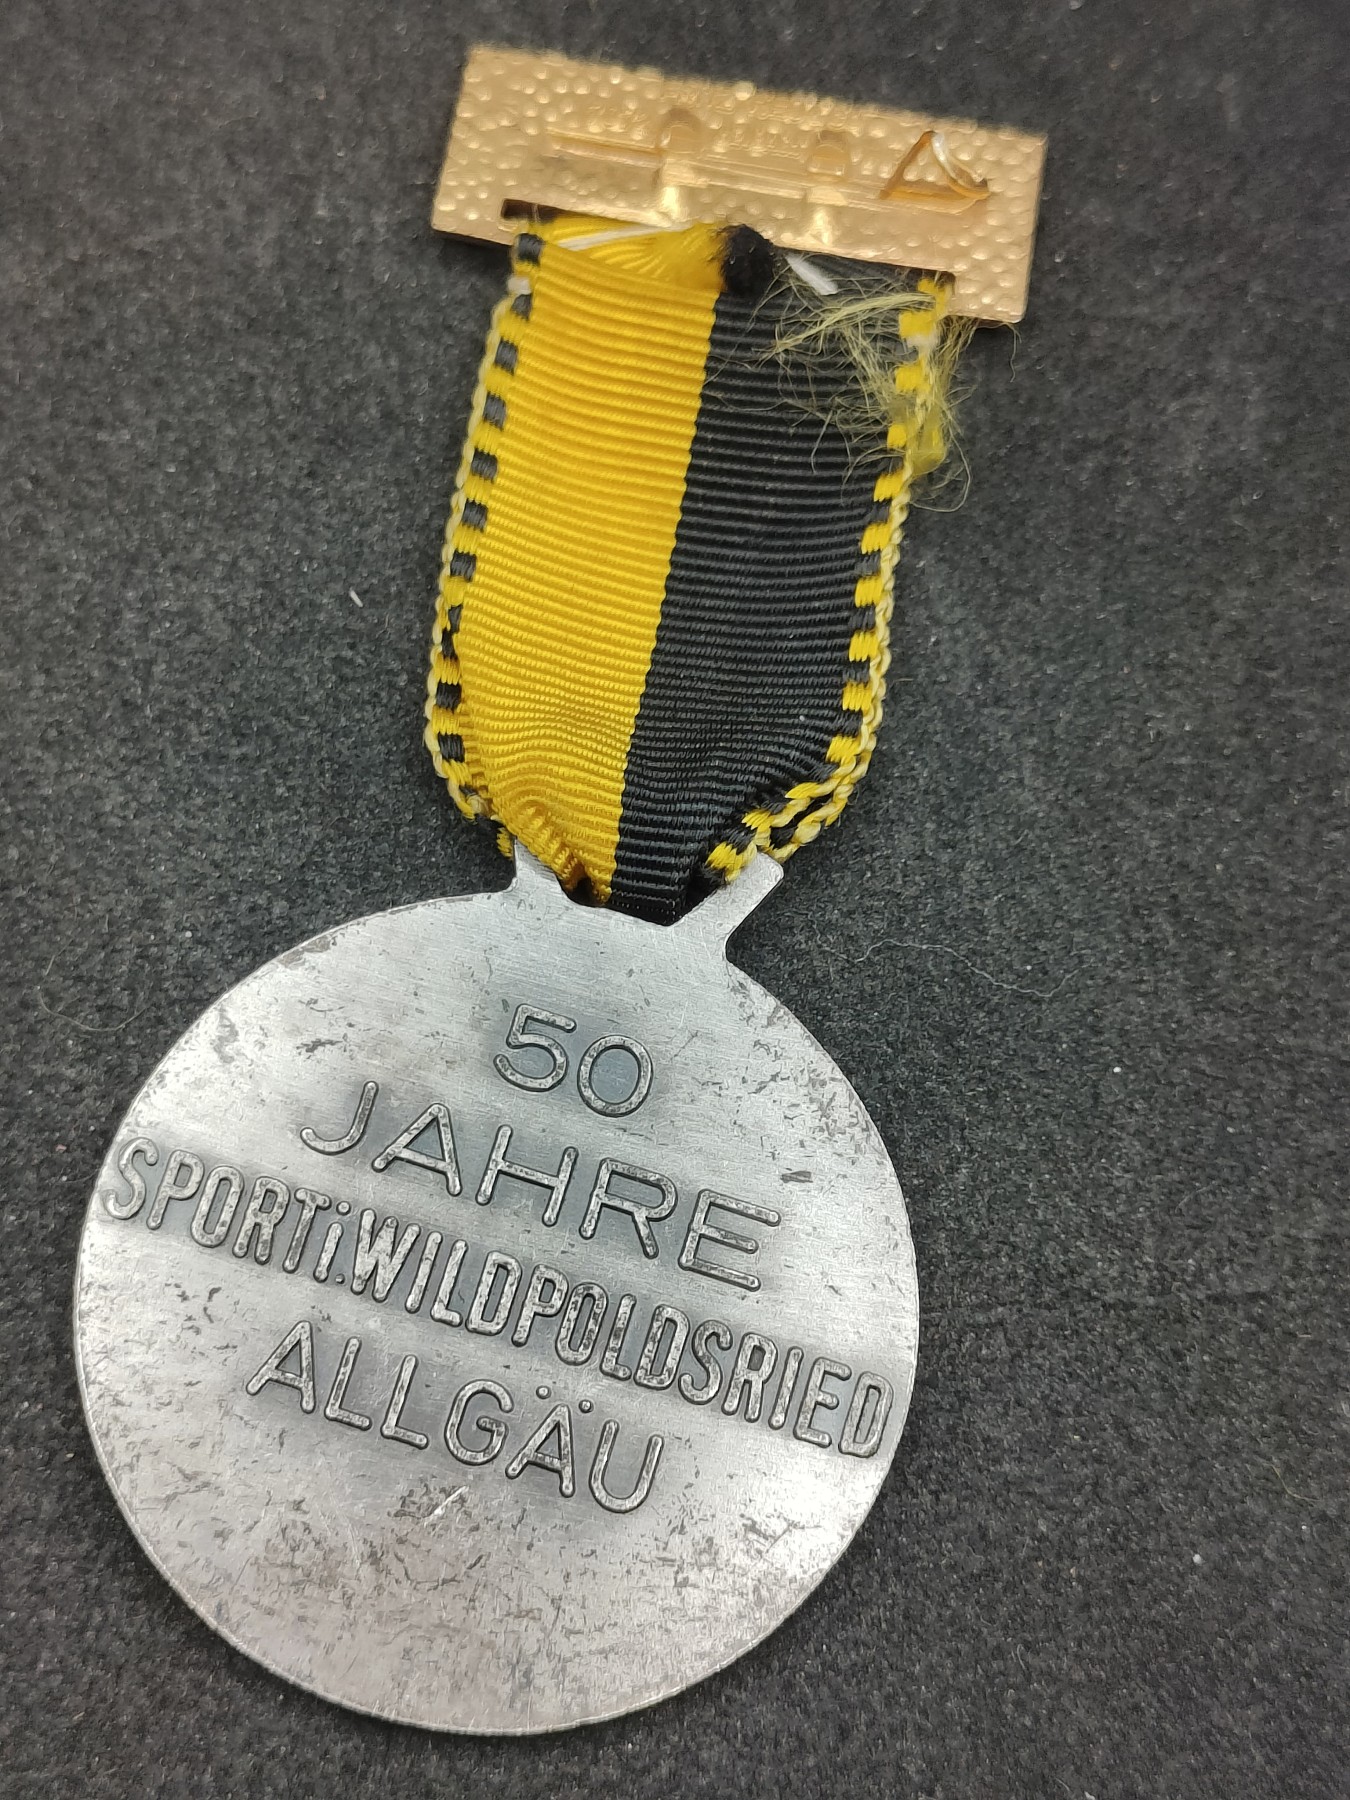 50
JAHRE
SPORT i.WILDPOLDSRIED
ALLGÄU